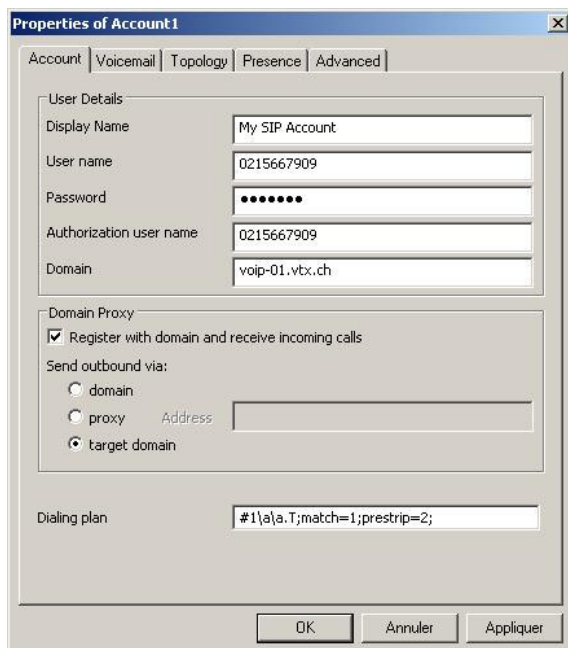 Properties of Account1
Account Voicemail Topology Presence Advanced
User Details
Display Name My SIP Account
User name 0215667909
Password •••••••
Authorization user name 0215667909
Domain voip-01.vtx.ch
Domain Proxy
Register with domain and receive incoming calls
Send outbound via:
domain
proxy Address
target domain
Dialing plan #1\a\a.T;match=1;prestrip=2;
OK Annuler Appliquer